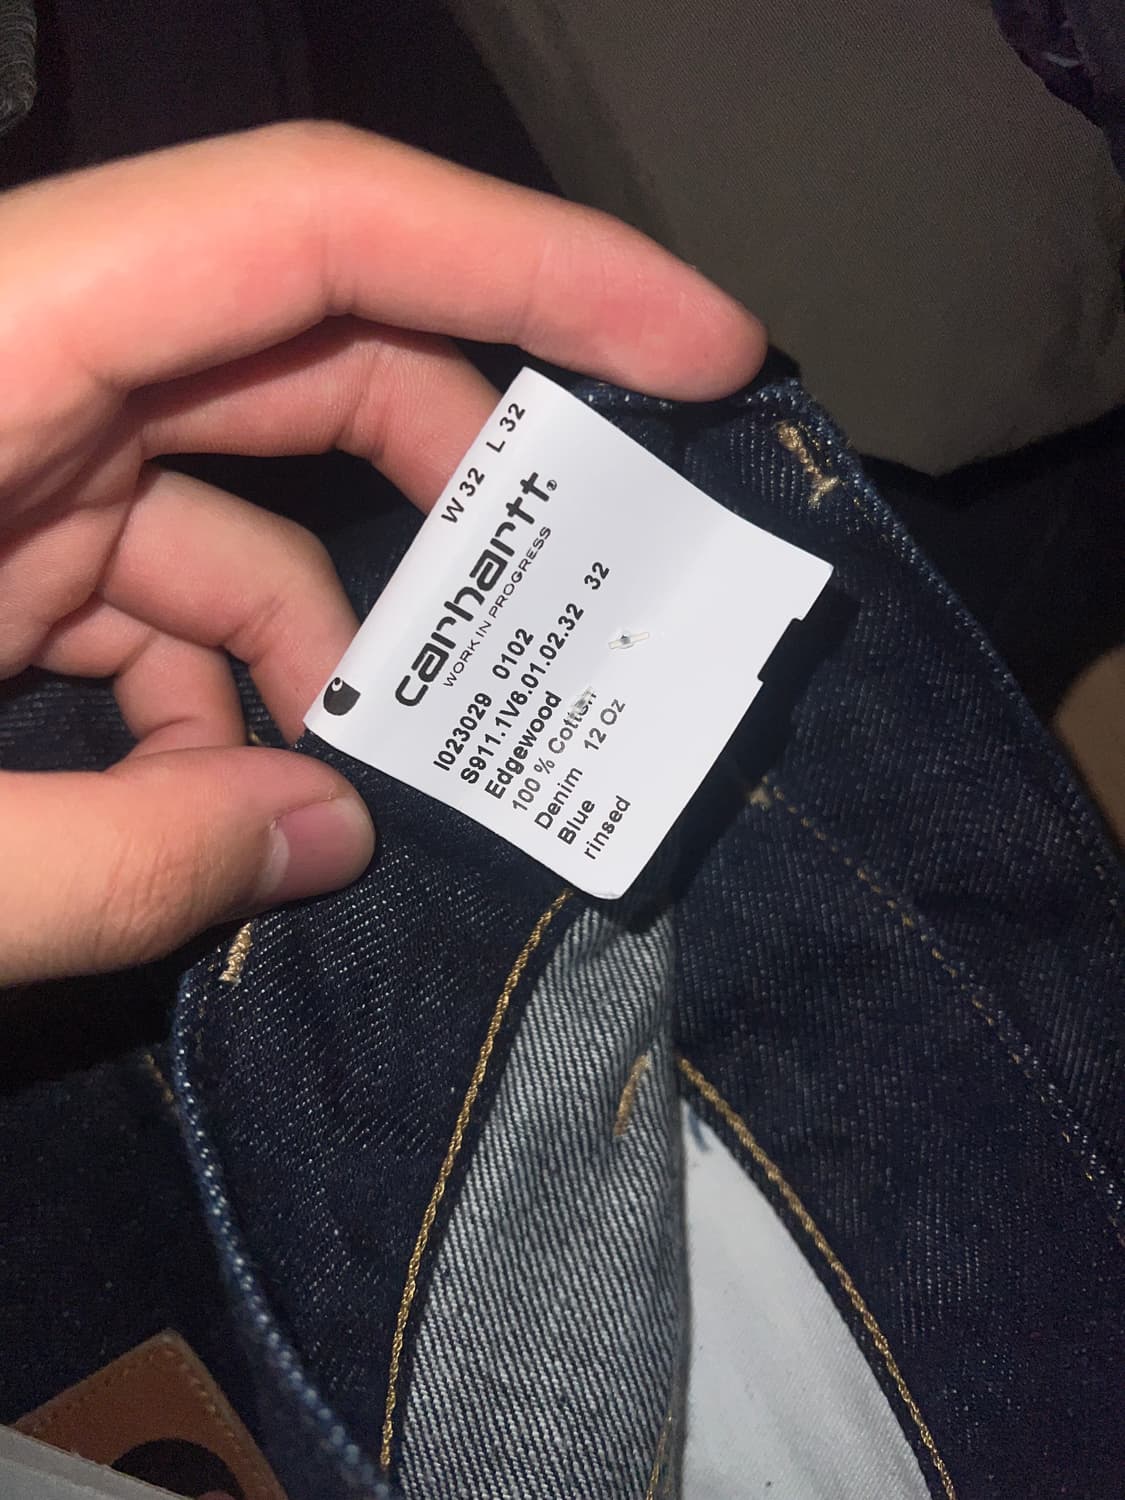 W 32 L 32
carhartt®
WORK IN PROGRESS
I023029 0102
S911.1V6.01.02.32 32
Edgewood
100 % Cotton
Denim 12 Oz
Blue
rinsed